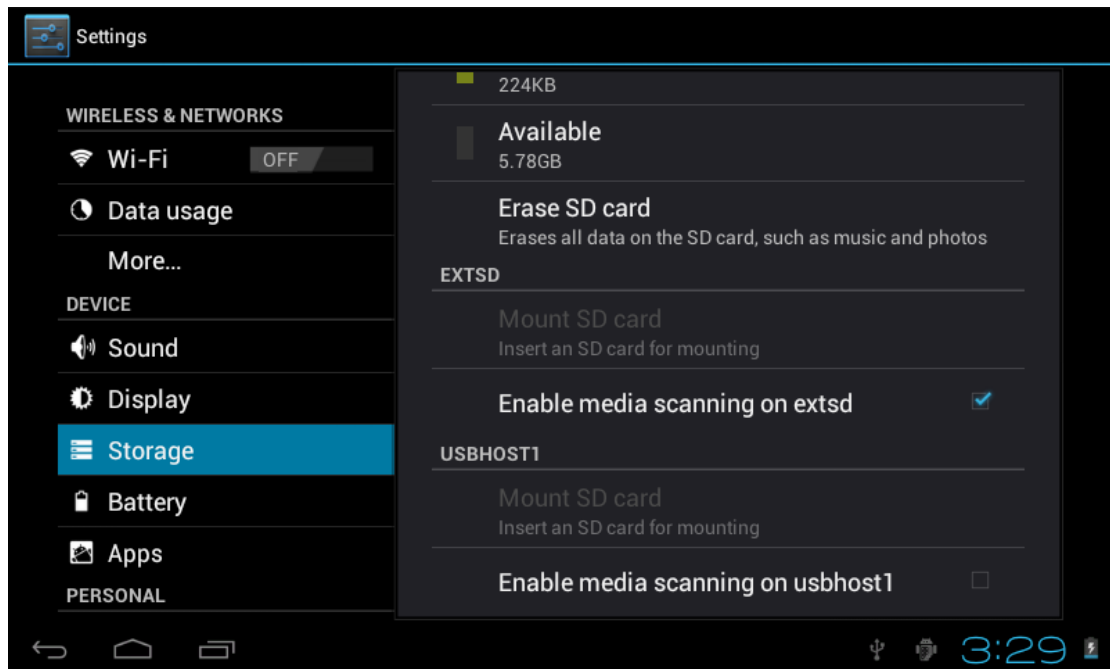 Settings
WIRELESS & NETWORKS
Wi-Fi OFF
Data usage
More...
DEVICE
Sound
Display
Storage
Battery
Apps
PERSONAL
224KB
Available
5.78GB
Erase SD card
Erases all data on the SD card, such as music and photos
EXTSD
Mount SD card
Insert an SD card for mounting
Enable media scanning on extsd
USBHOST1
Mount SD card
Insert an SD card for mounting
Enable media scanning on usbhost1
3:29